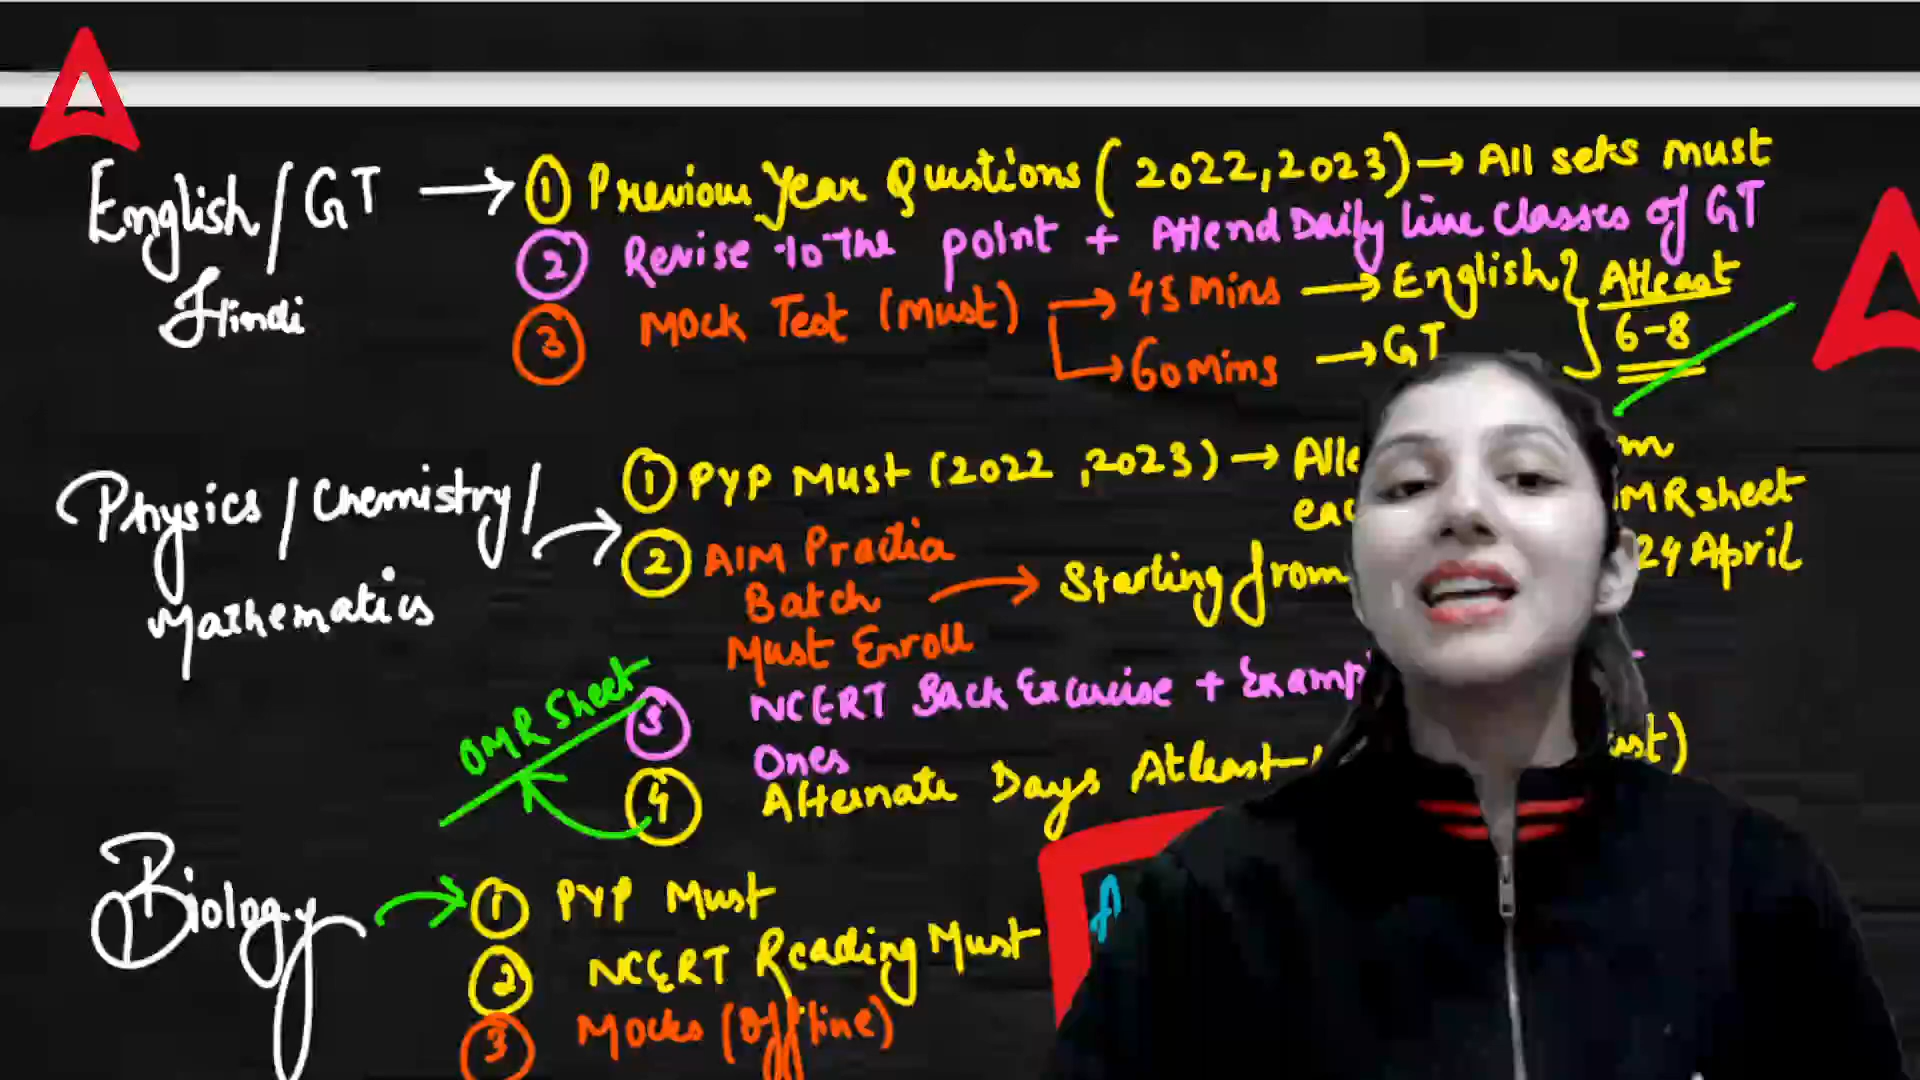 English/GT → ① Previous Year Questions (2022,2023) → All sets must
Hindi ② Revise to the point + Attend Daily Live Classes of GT
③ Mock Test (Must) → 45 Mins → English } Atleast
→ 60 Mins → GT 6-8
Physics/Chemistry/ → ① PYP Must (2022 ,2023) →
OMR Sheet
Mathematics ② AIM Practice
Batch → Starting from 24 April
Must Enroll
OMR Sheet ③ NCERT Back Exercise +
Ones
④ Alternate Days Atleast
Biology → ① PYP Must
② NCERT Reading Must
③ Mocks (Offline)